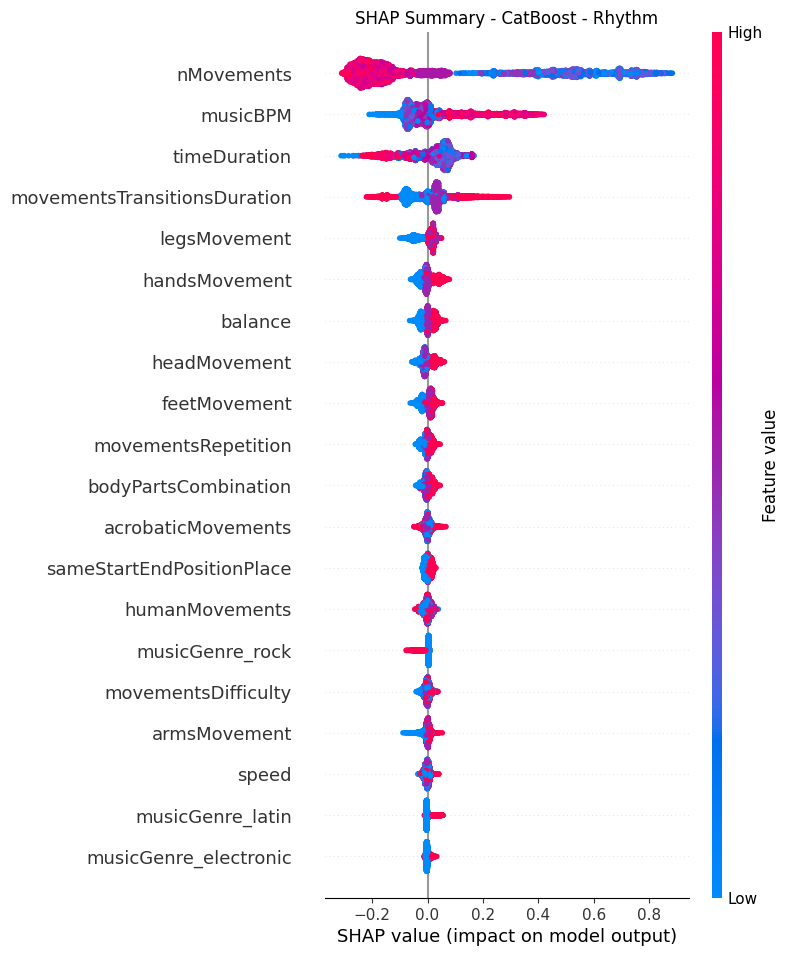 SHAP Summary - CatBoost - Rhythm
High
nMovements
musicBPM
timeDuration
movementsTransitionsDuration
legsMovement
handsMovement
balance
headMovement
feetMovement
movementsRepetition
bodyPartsCombination
acrobaticMovements
sameStartEndPositionPlace
humanMovements
musicGenre_rock
movementsDifficulty
armsMovement
speed
musicGenre_latin
musicGenre_electronic
Feature value
Low
−0.2 0.0 0.2 0.4 0.6 0.8
SHAP value (impact on model output)